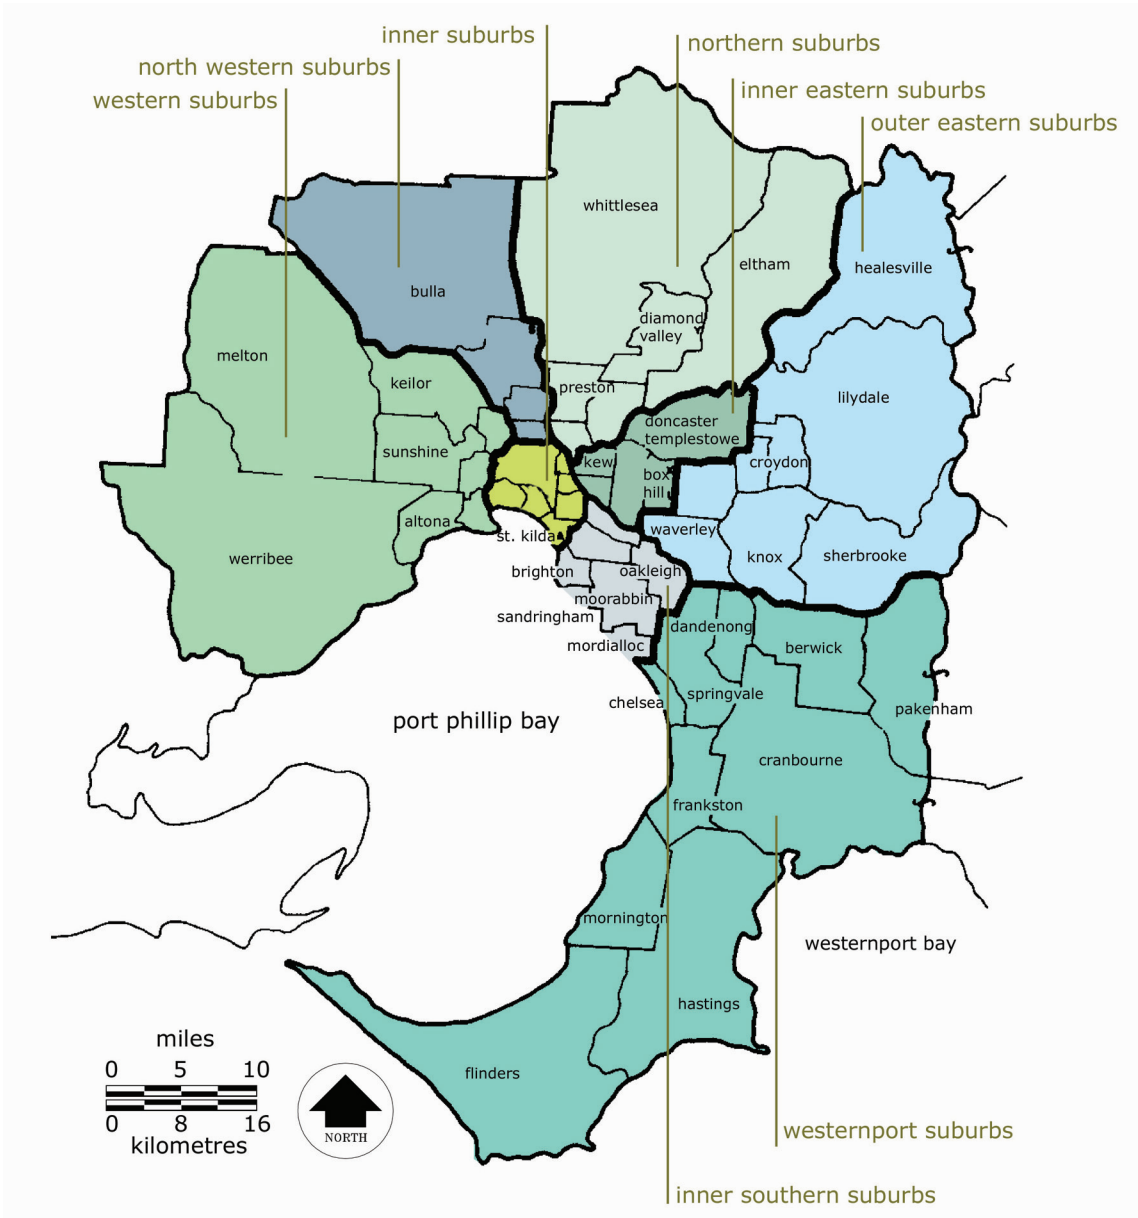 inner suburbs
northern suburbs
north western suburbs
inner eastern suburbs
western suburbs
outer eastern suburbs
whittlesea
eltham
healesville
bulla
diamond
valley
melton
keilor
preston
lilydale
doncaster
templestowe
sunshine
kew
box
hill
croydon
altona
st. kilda
waverley
werribee
knox
sherbrooke
brighton
oakleigh
moorabbin
sandringham
dandenong
mordialloc
berwick
springvale
chelsea
pakenham
port phillip bay
cranbourne
frankston
mornington
westernport bay
hastings
miles
0 5 10
flinders
0 8 16
kilometres
NORTH
westernport suburbs
inner southern suburbs